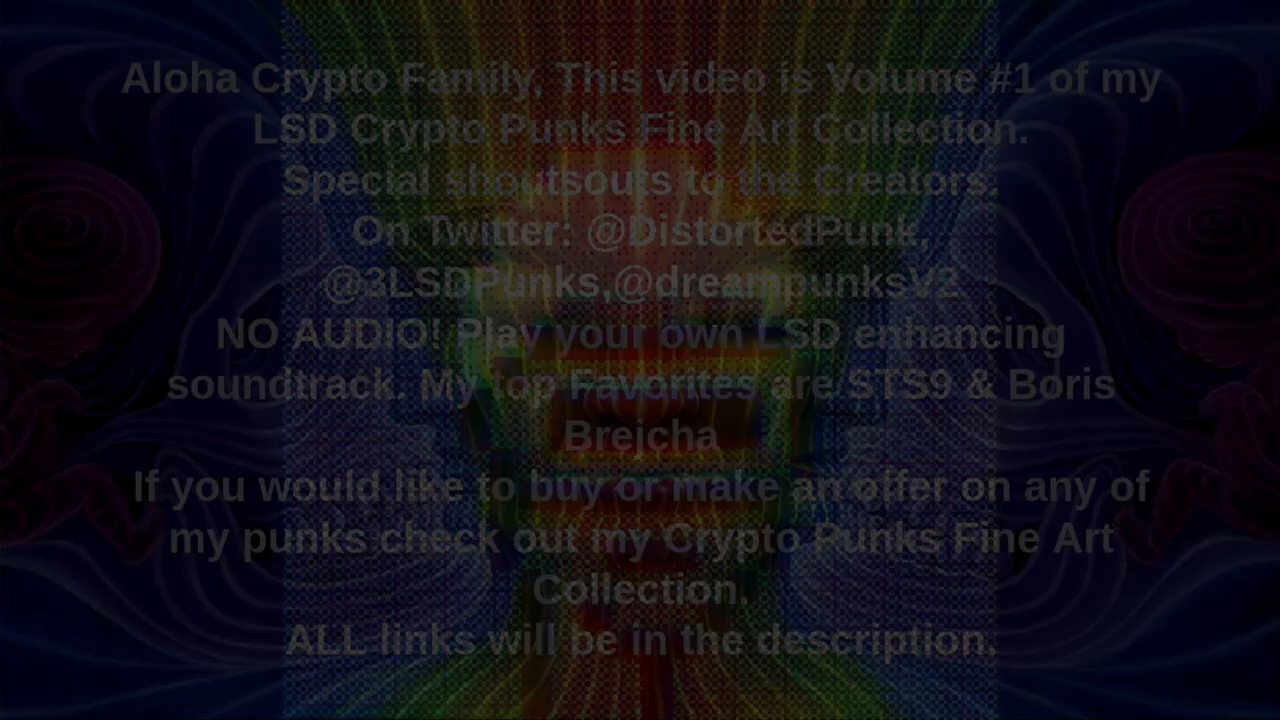 Aloha Crypto Family, This video is Volume #1 of my
LSD Crypto Punks Fine Art Collection.
Special shoutsouts to the Creators:
On Twitter: @DistortedPunk,
@3LSDPunks,@dreampunksV2
NO AUDIO! Play your own LSD enhancing
soundtrack. My top Favorites are STS9 & Boris
Brejcha
If you would like to buy or make an offer on any of
my punks check out my Crypto Punks Fine Art
Collection.
ALL links will be in the description.